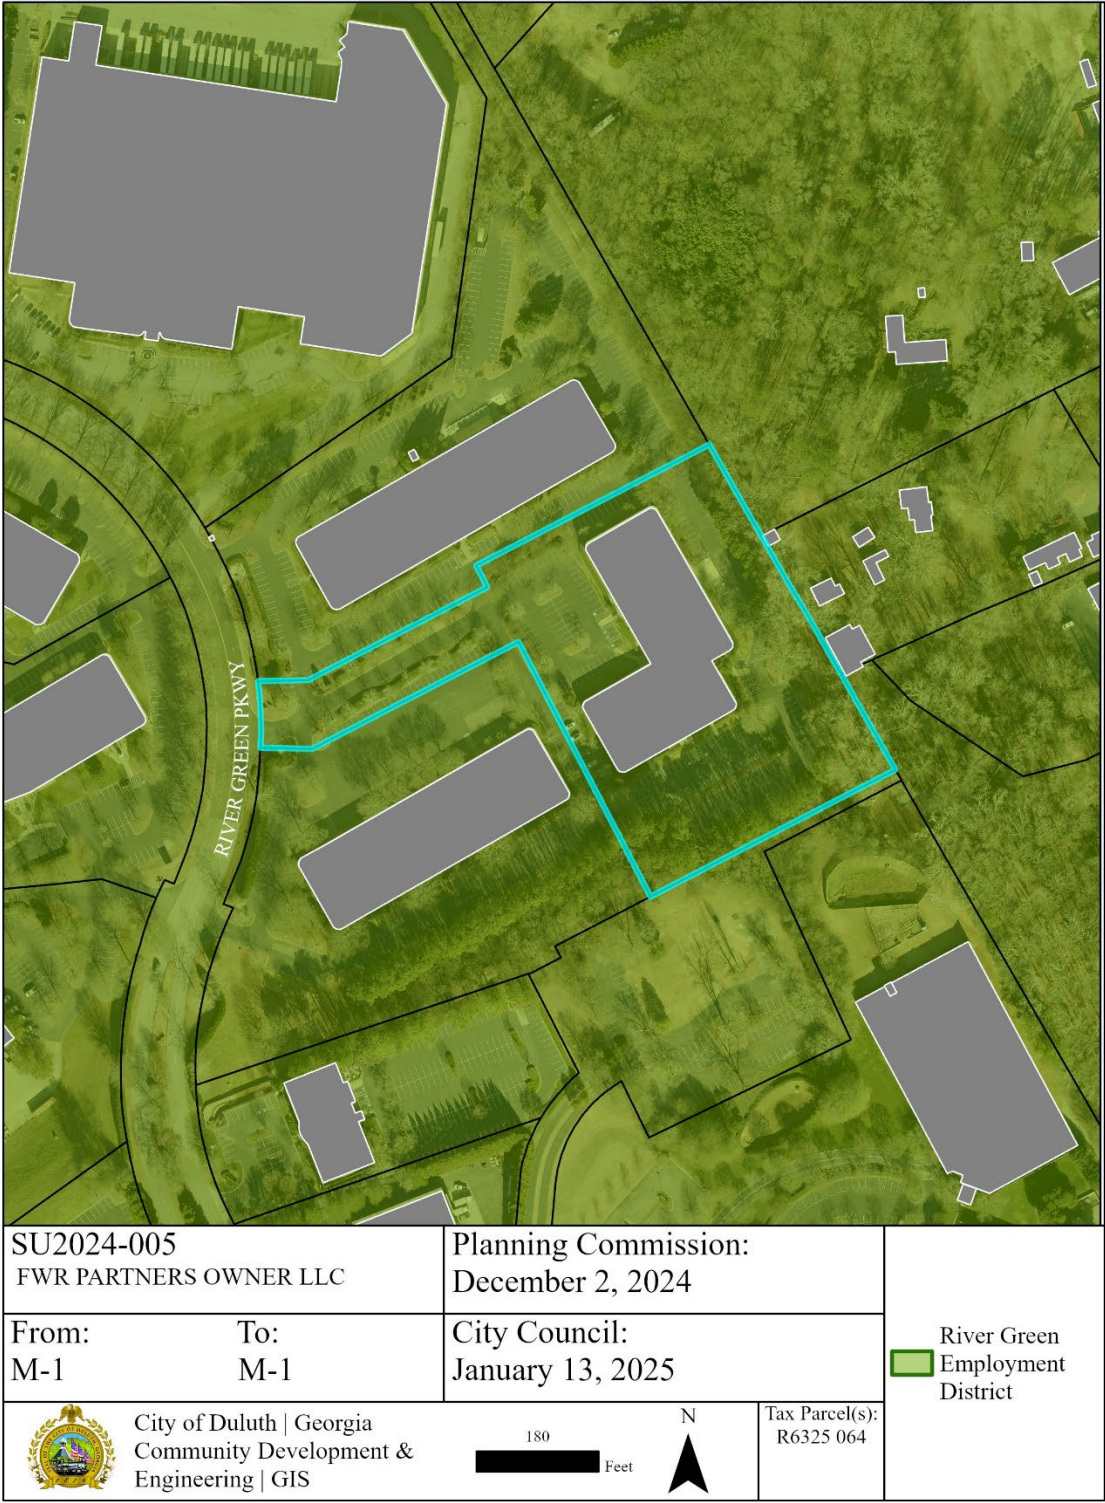 RIVER GREEN PKWY
SU2024-005
FWR PARTNERS OWNER LLC
Planning Commission:
December 2, 2024
From: To:
M-1 M-1
City Council:
January 13, 2025
River Green
Employment
District
City of Duluth | Georgia
Community Development &
Engineering | GIS
180
Feet
N
Tax Parcel(s):
R6325 064